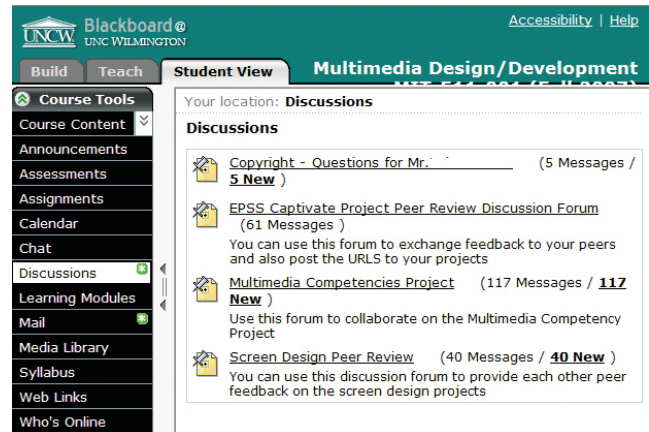 UNCW
Blackboard @
UNC WILMINGTON
Accessibility | Help
Build Teach Student View
Multimedia Design/Development
Course Tools
Course Content
Announcements
Assessments
Assignments
Calendar
Chat
Discussions
Learning Modules
Mail
Media Library
Syllabus
Web Links
Who's Online
Your location: Discussions
Discussions
Copyright - Questions for Mr. (5 Messages /
5 New )
EPSS Captivate Project Peer Review Discussion Forum
(61 Messages )
You can use this forum to exchange feedback to your peers
and also post the URLS to your projects
Multimedia Competencies Project (117 Messages / 117
New )
Use this forum to collaborate on the Multimedia Competency
Project
Screen Design Peer Review (40 Messages / 40 New )
You can use this discussion forum to provide each other peer
feedback on the screen design projects